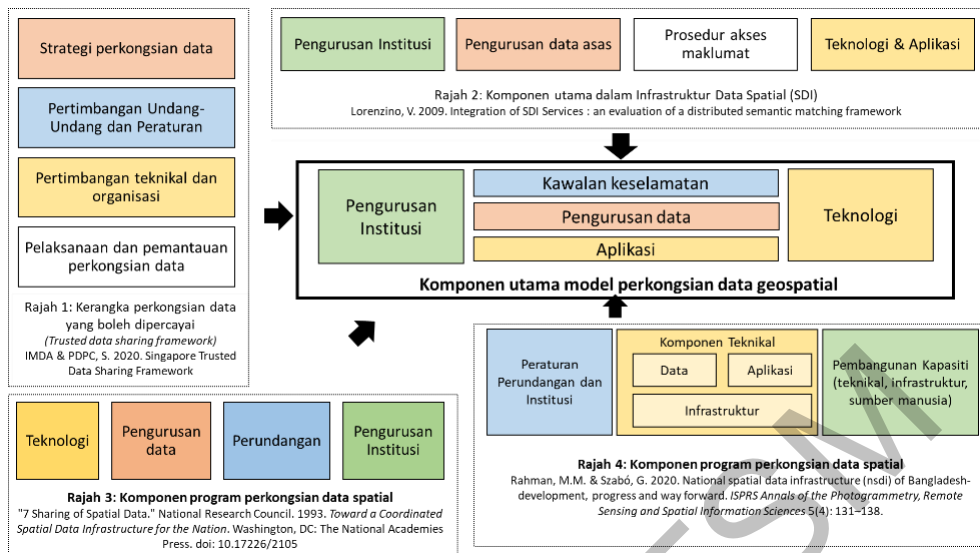 Strategi perkongsian data
Pertimbangan Undang-
Undang dan Peraturan
Pertimbangan teknikal dan
organisasi
Pelaksanaan dan pemantauan
perkongsian data
Rajah 1: Kerangka perkongsian data
yang boleh dipercayai
(Trusted data sharing framework)
IMDA & PDPC, S. 2020. Singapore Trusted
Data Sharing Framework
Pengurusan Institusi
Pengurusan data asas
Prosedur akses
maklumat
Teknologi & Aplikasi
Rajah 2: Komponen utama dalam Infrastruktur Data Spatial (SDI)
Lorenzino, V. 2009. Integration of SDI Services : an evaluation of a distributed semantic matching framework
Pengurusan
Institusi
Kawalan keselamatan
Pengurusan data
Aplikasi
Teknologi
Komponen utama model perkongsian data geospatial
Teknologi
Pengurusan
data
Perundangan
Pengurusan
Institusi
Rajah 3: Komponen program perkongsian data spatial
"7 Sharing of Spatial Data." National Research Council. 1993. Toward a Coordinated
Spatial Data Infrastructure for the Nation. Washington, DC: The National Academies
Press. doi: 10.17226/2105
Peraturan
Perundangan dan
Institusi
Komponen Teknikal
Data
Aplikasi
Infrastruktur
Pembangunan Kapasiti
(teknikal, infrastruktur,
sumber manusia)
Rajah 4: Komponen program perkongsian data spatial
Rahman, M.M. & Szabó, G. 2020. National spatial data infrastructure (nsdi) of Bangladesh-
development, progress and way forward. ISPRS Annals of the Photogrammetry, Remote
Sensing and Spatial Information Sciences 5(4): 131–138.